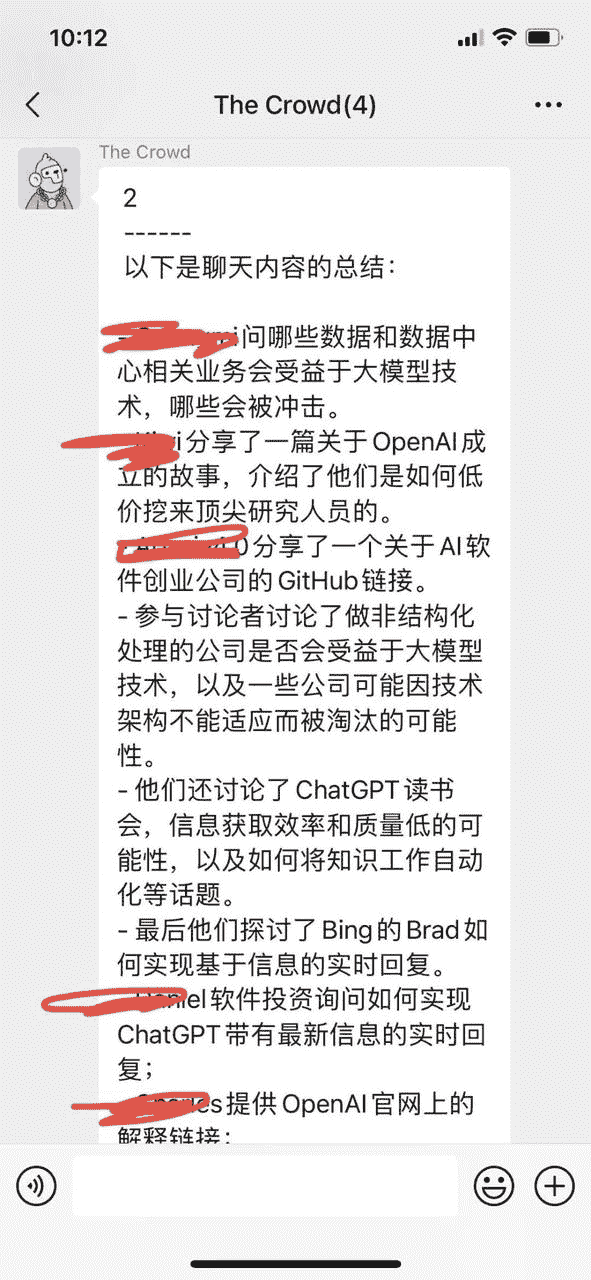 10:12
The Crowd(4)
The Crowd
2
------
以下是聊天内容的总结：
问哪些数据和数据中
心相关业务会受益于大模型技
术，哪些会被冲击。
分享了一篇关于OpenAI成
立的故事，介绍了他们是如何低
价挖来顶尖研究人员的。
分享了一个关于AI软
件创业公司的GitHub链接。
- 参与讨论者讨论了做非结构化
处理的公司是否会受益于大模型
技术，以及一些公司可能因技术
架构不能适应而被淘汰的可能
性。
- 他们还讨论了ChatGPT读书
会，信息获取效率和质量低的可
能性，以及如何将知识工作自动
化等话题。
- 最后他们探讨了Bing的Brad如
何实现基于信息的实时回复。
软件投资询问如何实现
ChatGPT带有最新信息的实时回
复；
提供OpenAI官网上的
解释链接；